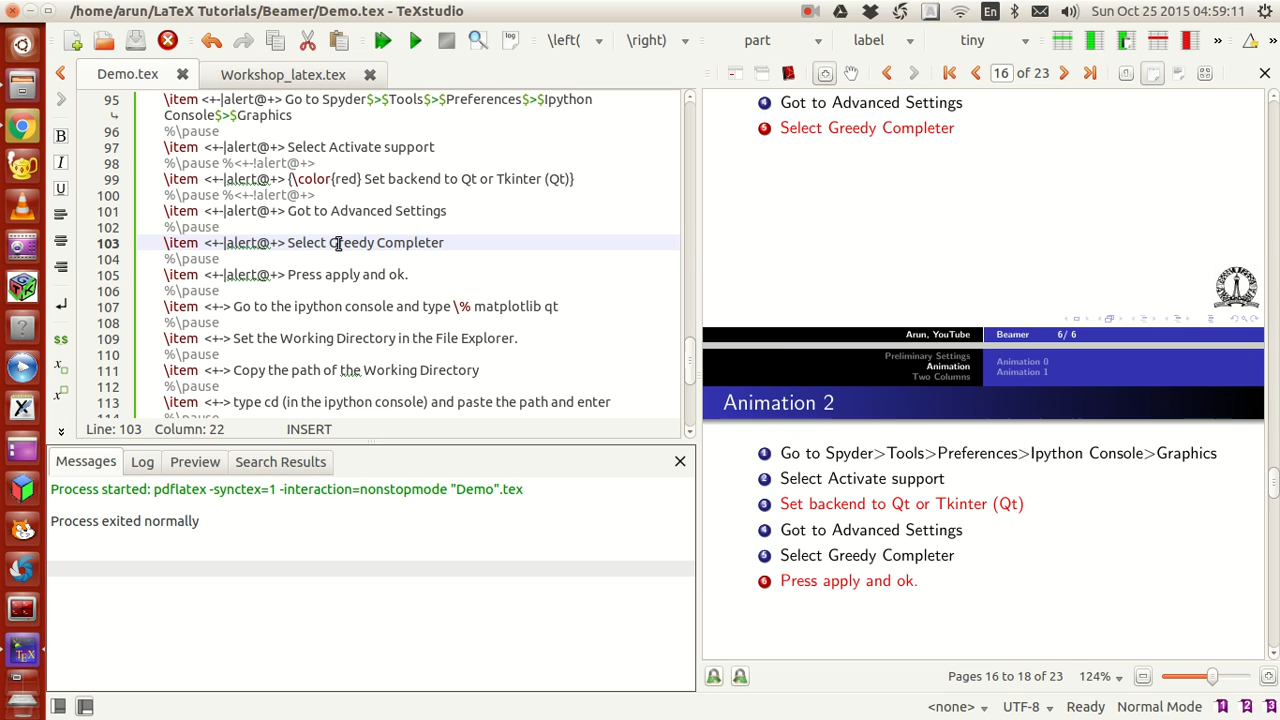 /home/arun/LaTeX Tutorials/Beamer/Demo.tex - TeXstudio
En
Sun Oct 25 2015 04:59:11
\left(
\right)
part
label
tiny
Demo.tex
Workshop_latex.tex
16 of 23
95 \item <+-|alert@+> Go to Spyder$>$Tools$>$Preferences$>$Ipython
Console$>$Graphics
96 %\pause
97 \item <+-|alert@+> Select Activate support
98 %\pause %<+-!alert@+>
99 \item <+-|alert@+> {\color{red} Set backend to Qt or Tkinter (Qt)}
100 %\pause %<+-!alert@+>
101 \item <+-|alert@+> Got to Advanced Settings
102 %\pause
103 \item <+-|alert@+> Select Greedy Completer
104 %\pause
105 \item <+-|alert@+> Press apply and ok.
106 %\pause
107 \item <+-> Go to the ipython console and type \% matplotlib qt
108 %\pause
109 \item <+-> Set the Working Directory in the File Explorer.
110 %\pause
111 \item <+-> Copy the path of the Working Directory
112 %\pause
113 \item <+-> type cd (in the ipython console) and paste the path and enter
Line: 103 Column: 22 INSERT
Messages Log Preview Search Results
Process started: pdflatex -synctex=1 -interaction=nonstopmode "Demo".tex
Process exited normally
4 Got to Advanced Settings
5 Select Greedy Completer
Arun, YouTube Beamer 6/ 6
Preliminary Settings
Animation
Two Columns
Animation 0
Animation 1
Animation 2
1 Go to Spyder>Tools>Preferences>Ipython Console>Graphics
2 Select Activate support
3 Set backend to Qt or Tkinter (Qt)
4 Got to Advanced Settings
5 Select Greedy Completer
6 Press apply and ok.
Pages 16 to 18 of 23 124%
<none> UTF-8 Ready Normal Mode